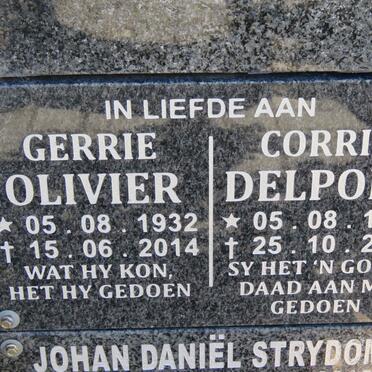 IN LIEFDE AAN
GERRIE
OLIVIER
★ 05.08.1932
† 15.06.2014
WAT HY KON,
HET HY GEDOEN
CORRI
DELPO
★ 05.08.1
† 25.10.2
SY HET 'N GO
DAAD AAN M
GEDOEN
JOHAN DANIËL STRYDOM